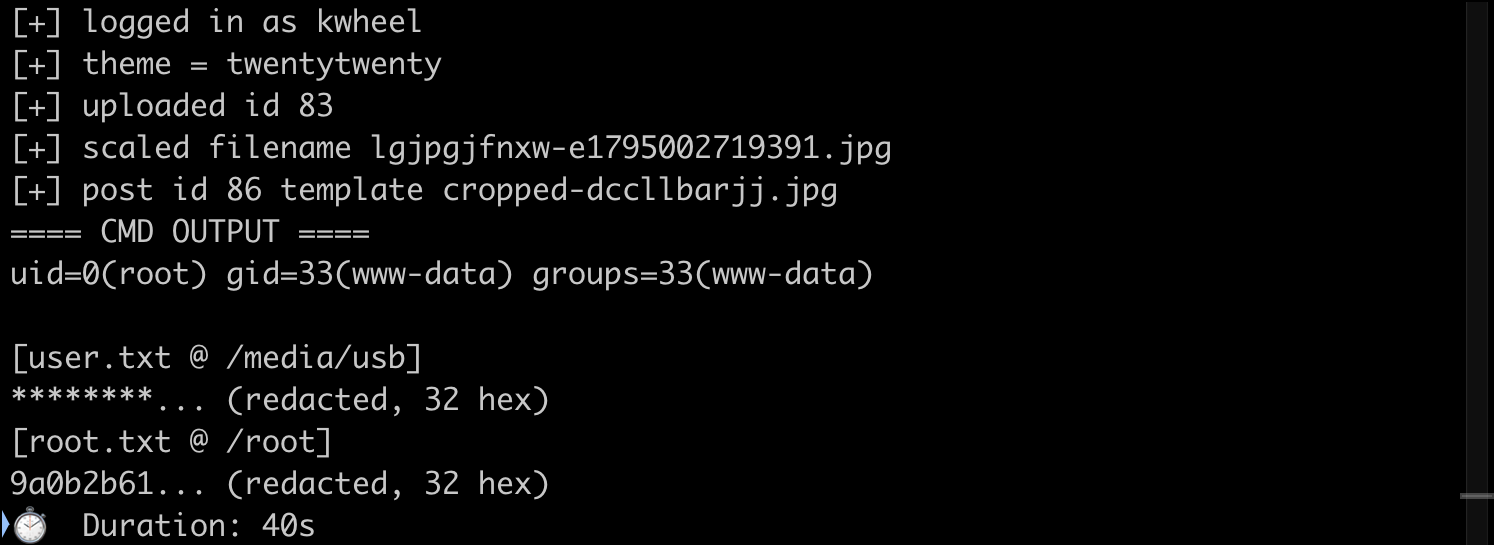 [+] logged in as kwheel
[+] theme = twentytwenty
[+] uploaded id 83
[+] scaled filename lgjpgjfnxw-e1795002719391.jpg
[+] post id 86 template cropped-dccllbarjj.jpg
==== CMD OUTPUT ====
uid=0(root) gid=33(www-data) groups=33(www-data)
[user.txt @ /media/usb]
********... (redacted, 32 hex)
[root.txt @ /root]
9a0b2b61... (redacted, 32 hex)
Duration: 40s